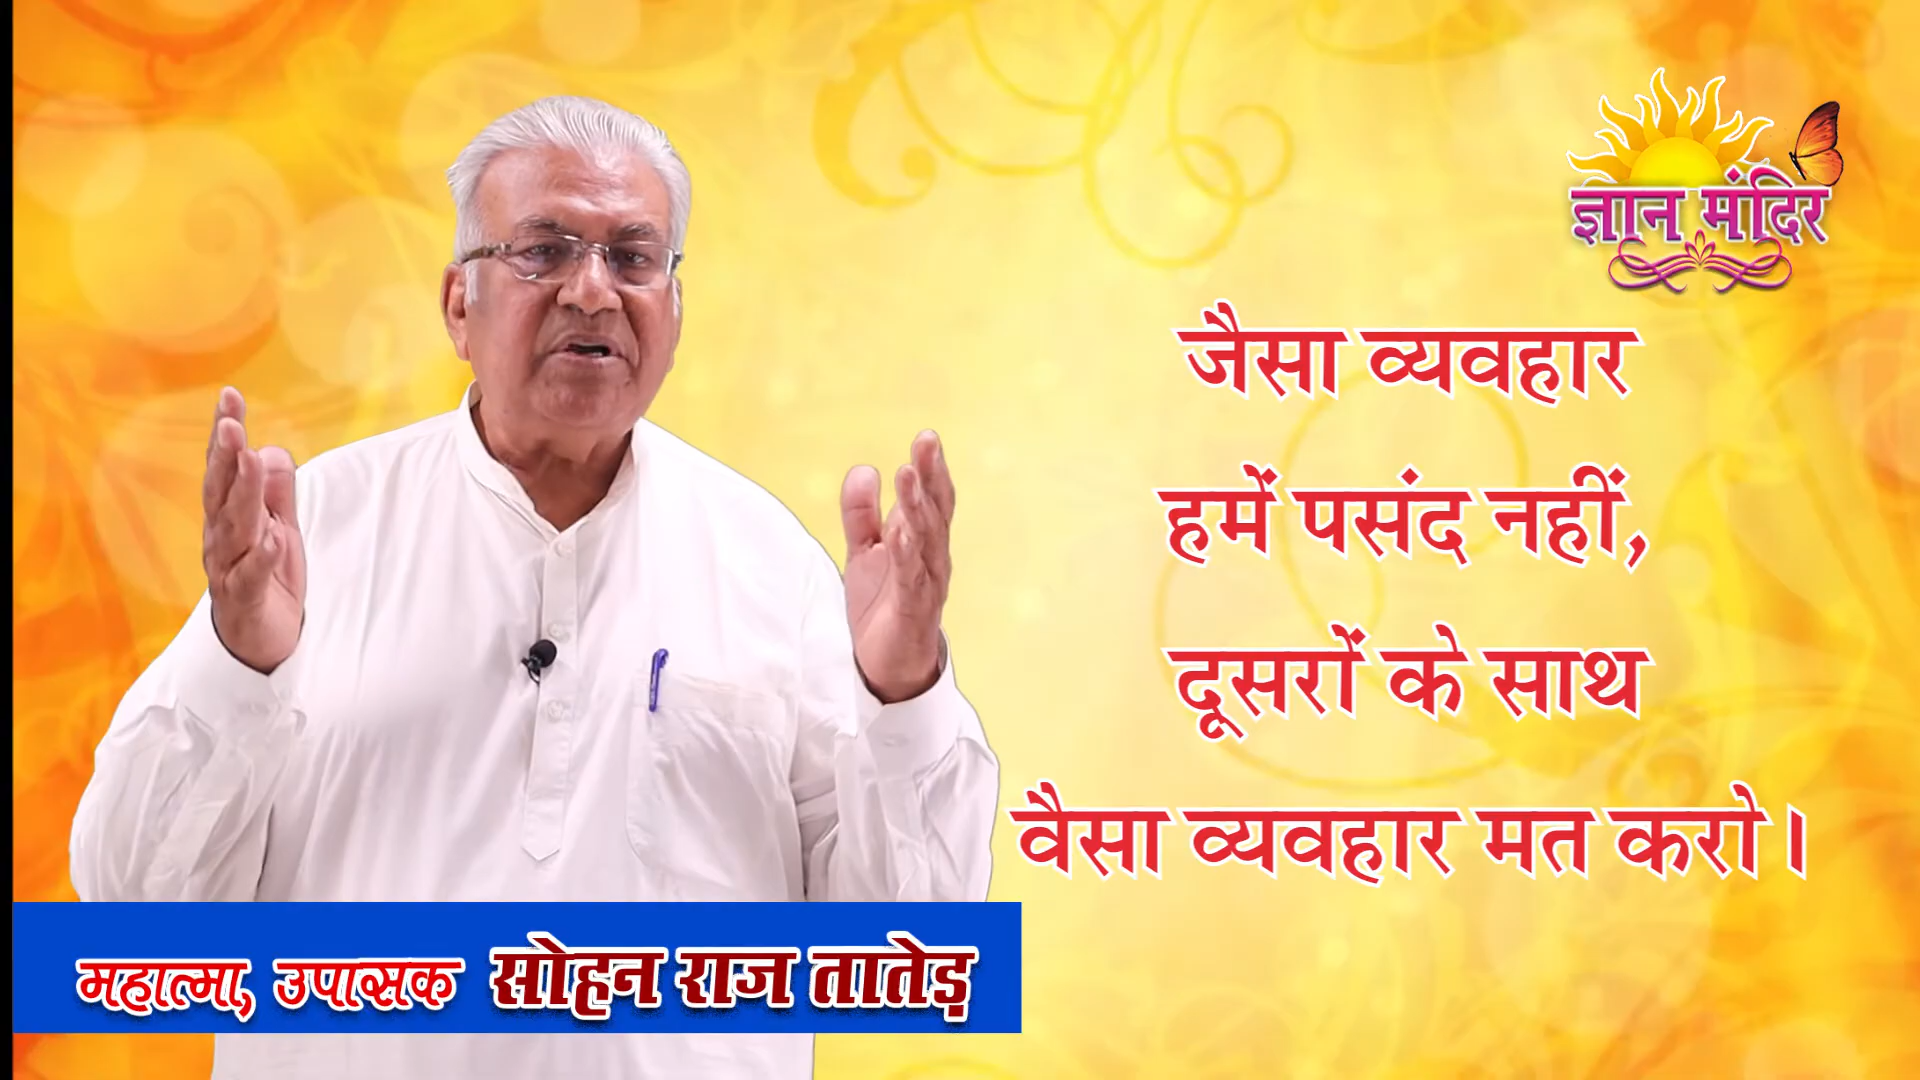 ज्ञान मंदिर
जैसा व्यवहार
हमें पसंद नहीं,
दूसरों के साथ
वैसा व्यवहार मत करो।
महात्मा, उपासक सोहन राज तातेड़